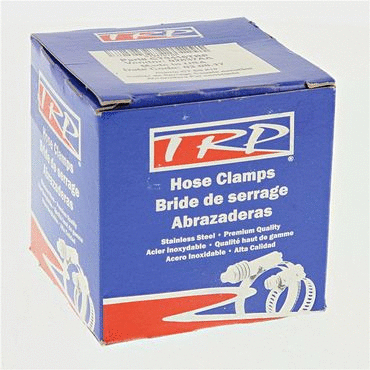 TRP
TRP
®
Hose Clamps
Bride de serrage
Abrazaderas
Stainless Steel • Premium Quality
Acier Inoxydable • Qualité haut de gamme
Acero Inoxidable • Alta Calidad